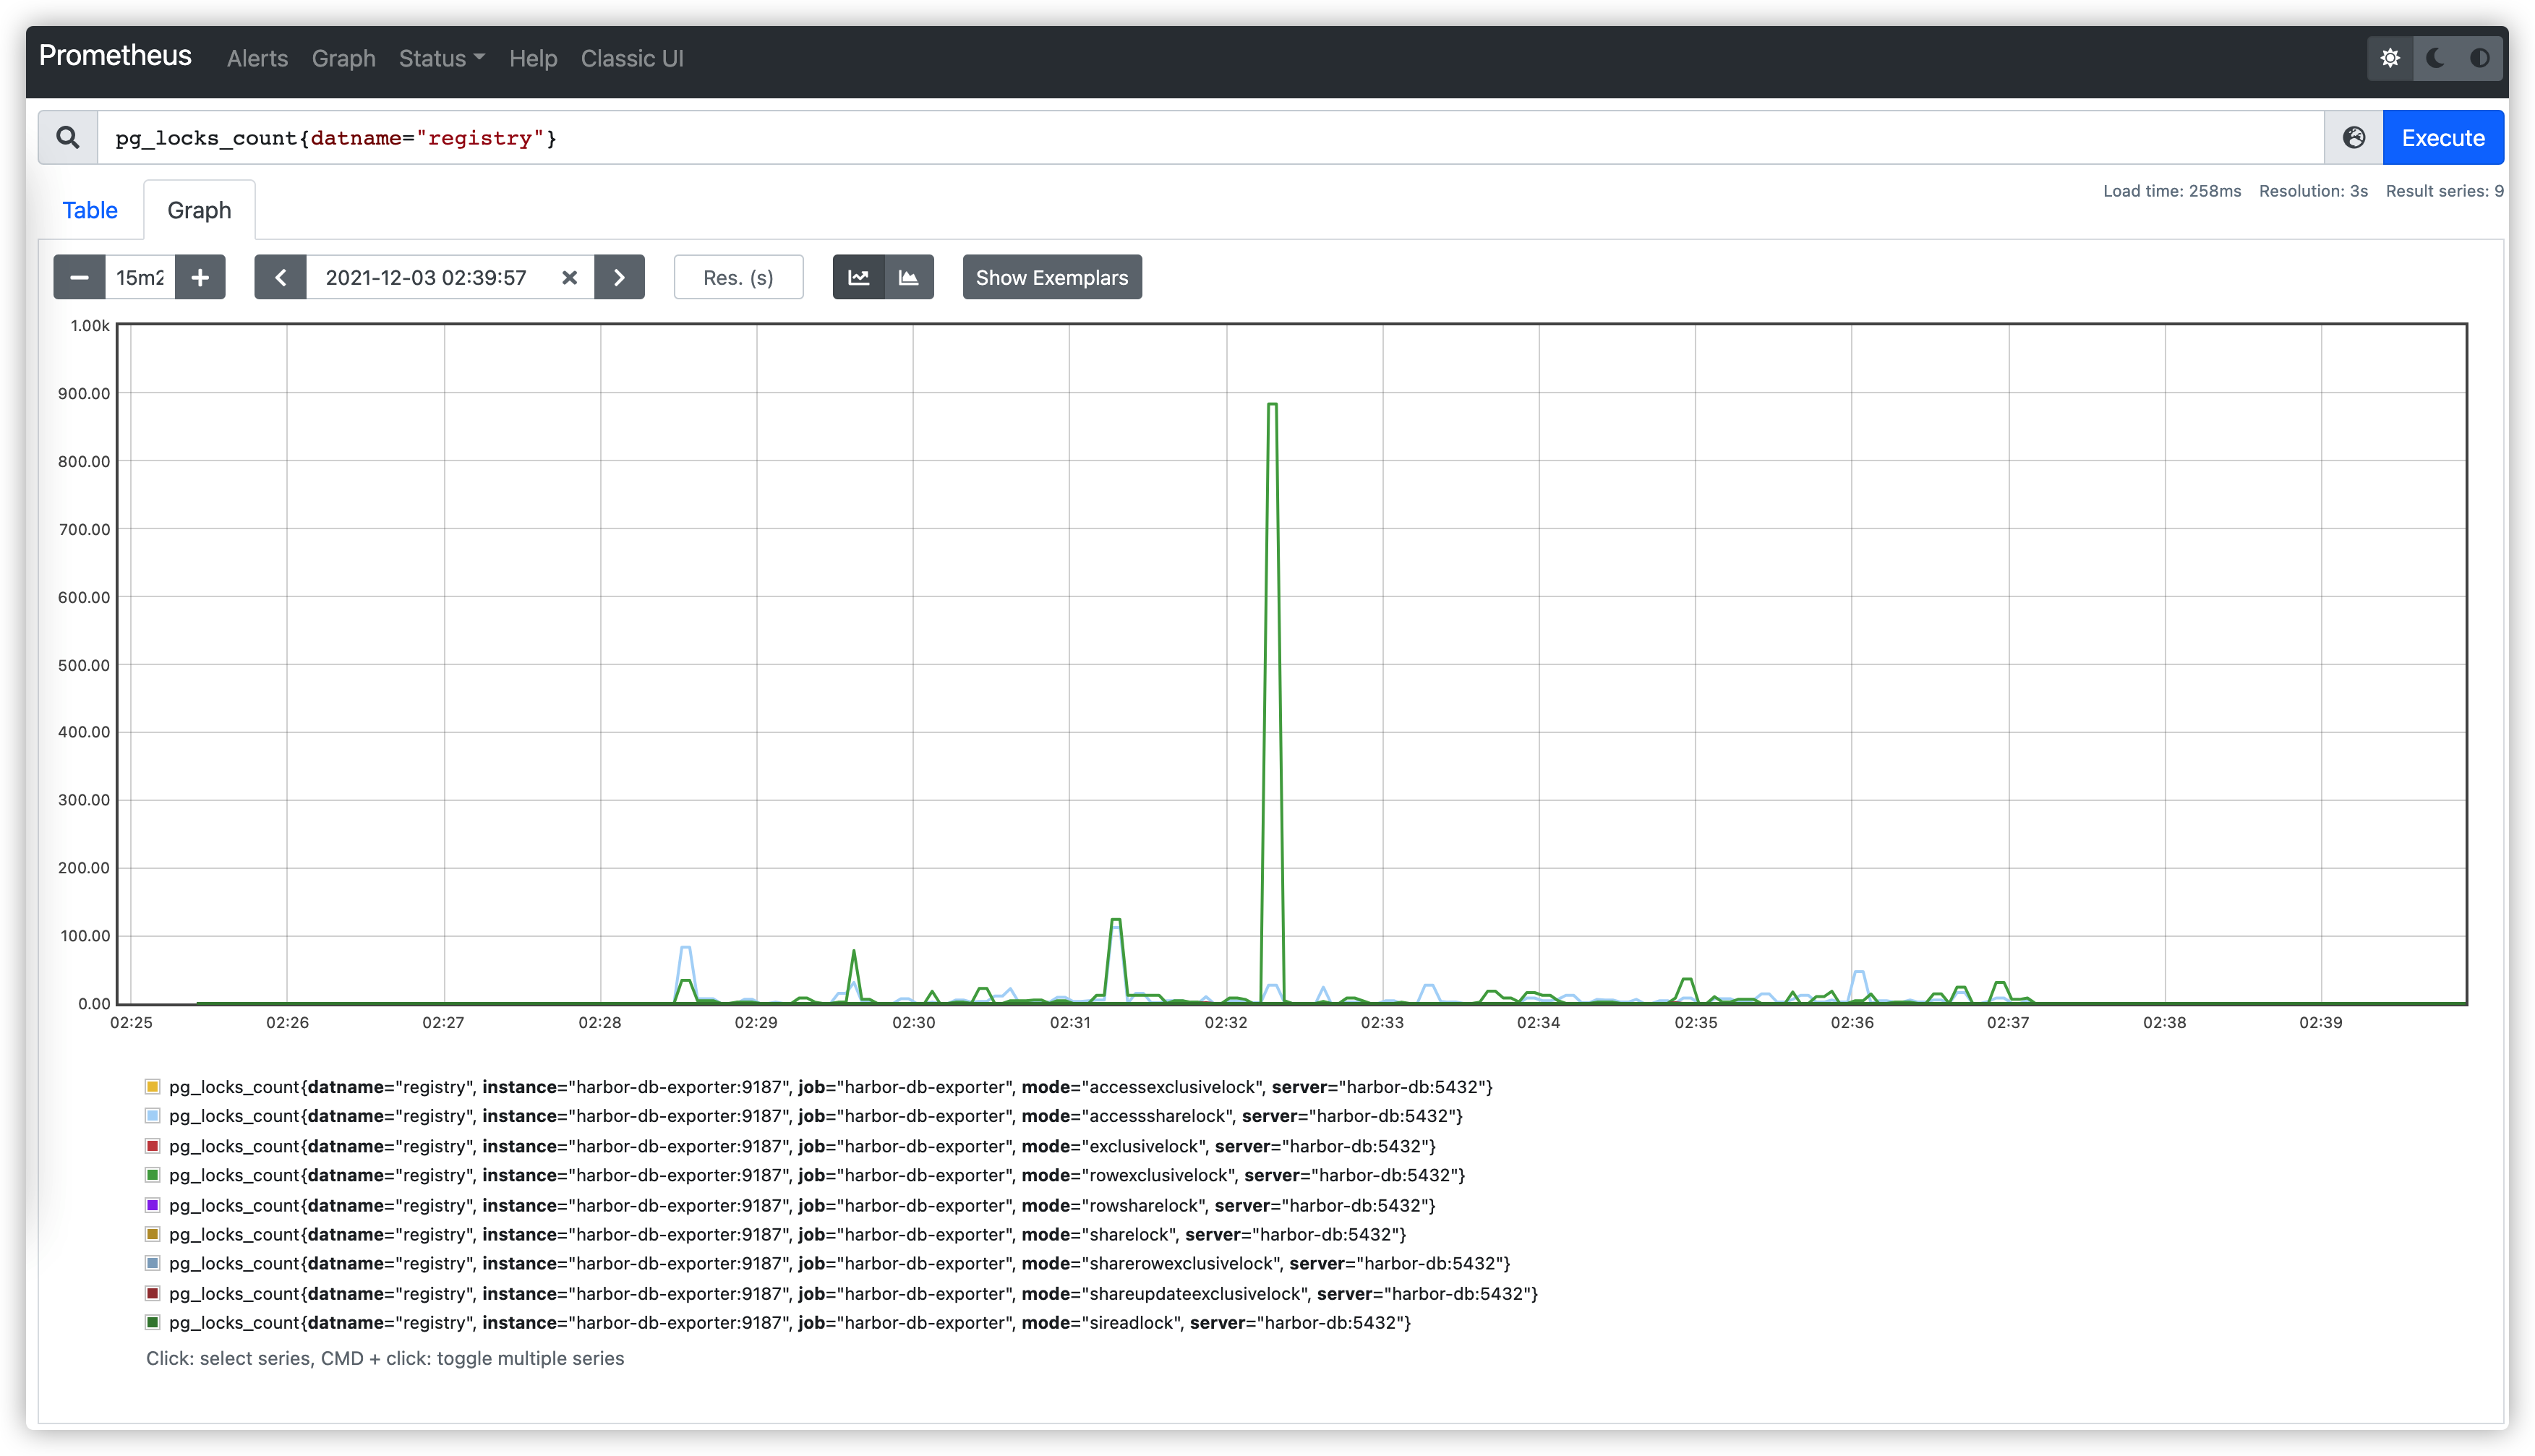 Prometheus Alerts Graph Status Help Classic UI
pg_locks_count{datname="registry"}
Execute
Table Graph
Load time: 258ms Resolution: 3s Result series: 9
15m2 2021-12-03 02:39:57 Res. (s) Show Exemplars
1.00k
900.00
800.00
700.00
600.00
500.00
400.00
300.00
200.00
100.00
0.00
02:25 02:26 02:27 02:28 02:29 02:30 02:31 02:32 02:33 02:34 02:35 02:36 02:37 02:38 02:39
pg_locks_count{datname="registry", instance="harbor-db-exporter:9187", job="harbor-db-exporter", mode="accessexclusivelock", server="harbor-db:5432"}
pg_locks_count{datname="registry", instance="harbor-db-exporter:9187", job="harbor-db-exporter", mode="accesssharelock", server="harbor-db:5432"}
pg_locks_count{datname="registry", instance="harbor-db-exporter:9187", job="harbor-db-exporter", mode="exclusivelock", server="harbor-db:5432"}
pg_locks_count{datname="registry", instance="harbor-db-exporter:9187", job="harbor-db-exporter", mode="rowexclusivelock", server="harbor-db:5432"}
pg_locks_count{datname="registry", instance="harbor-db-exporter:9187", job="harbor-db-exporter", mode="rowsharelock", server="harbor-db:5432"}
pg_locks_count{datname="registry", instance="harbor-db-exporter:9187", job="harbor-db-exporter", mode="sharelock", server="harbor-db:5432"}
pg_locks_count{datname="registry", instance="harbor-db-exporter:9187", job="harbor-db-exporter", mode="sharerowexclusivelock", server="harbor-db:5432"}
pg_locks_count{datname="registry", instance="harbor-db-exporter:9187", job="harbor-db-exporter", mode="shareupdateexclusivelock", server="harbor-db:5432"}
pg_locks_count{datname="registry", instance="harbor-db-exporter:9187", job="harbor-db-exporter", mode="sireadlock", server="harbor-db:5432"}
Click: select series, CMD + click: toggle multiple series